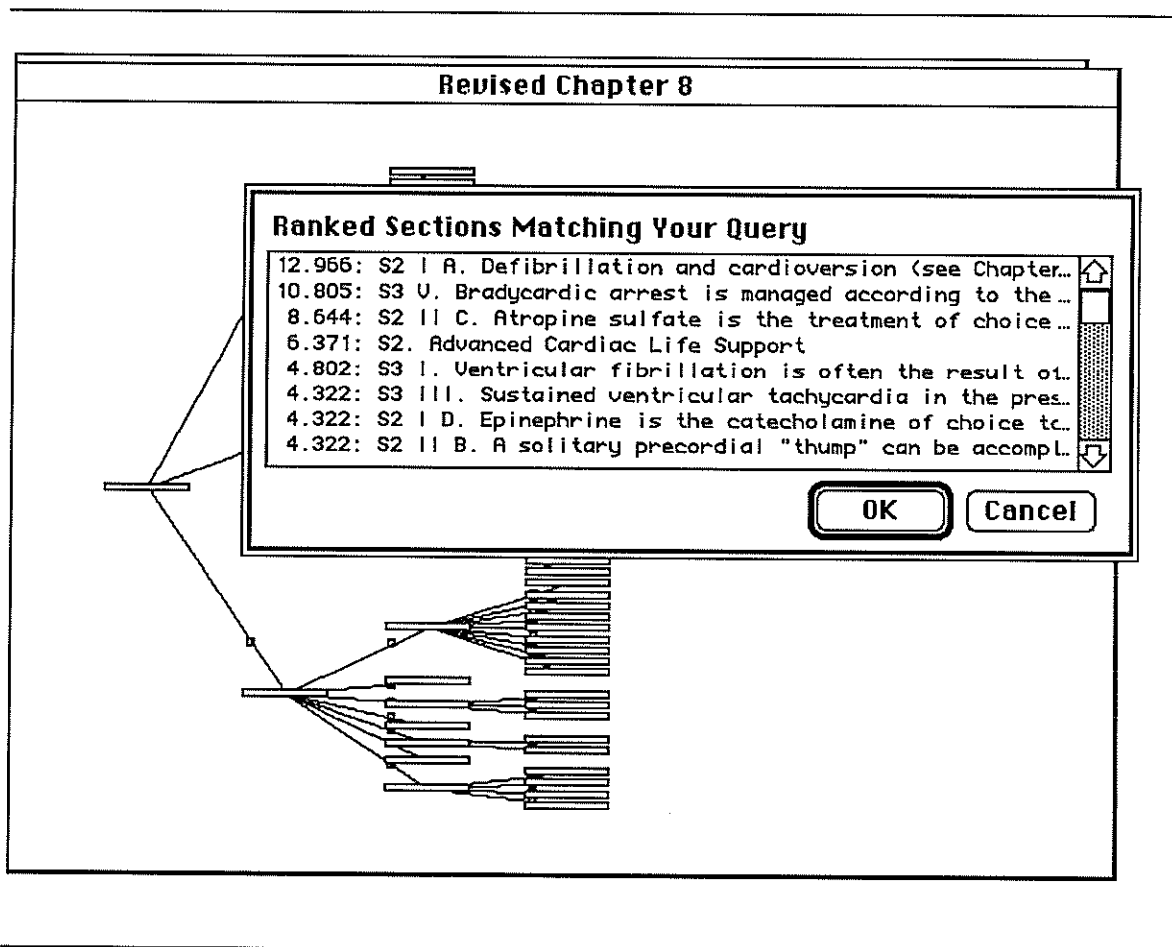 Revised Chapter 8
Ranked Sections Matching Your Query
12.966: S2 I A. Defibrillation and cardioversion (see Chapter…
10.805: S3 V. Bradycardic arrest is managed according to the …
8.644: S2 II C. Atropine sulfate is the treatment of choice …
6.371: S2. Advanced Cardiac Life Support
4.802: S3 I. Ventricular fibrillation is often the result of…
4.322: S3 III. Sustained ventricular tachycardia in the pres…
4.322: S2 I D. Epinephrine is the catecholamine of choice to…
4.322: S2 II B. A solitary precordial "thump" can be accompl…
OK
Cancel